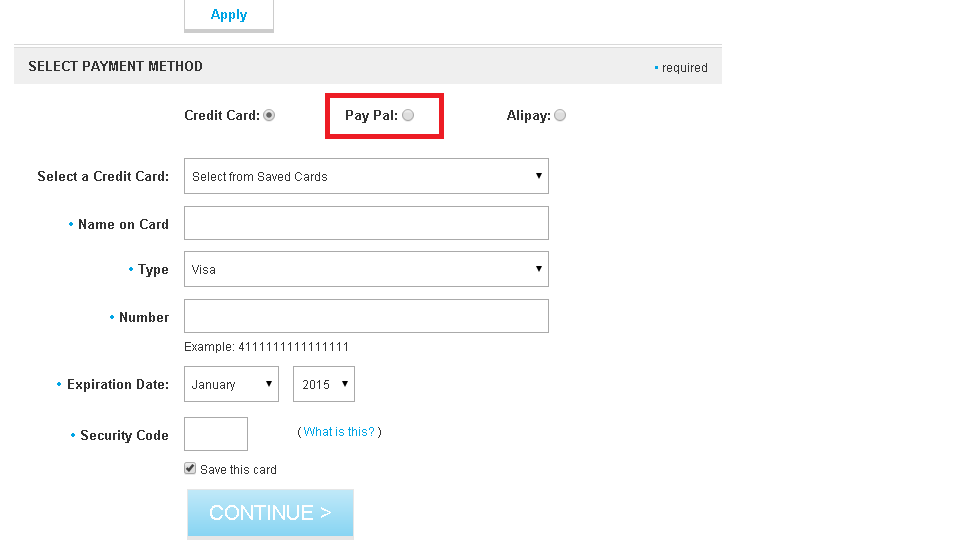 Apply
SELECT PAYMENT METHOD • required
Credit Card: Pay Pal: Alipay:
Select a Credit Card: Select from Saved Cards
• Name on Card
• Type Visa
• Number
Example: 4111111111111111
• Expiration Date: January 2015
• Security Code ( What is this? )
Save this card
CONTINUE >